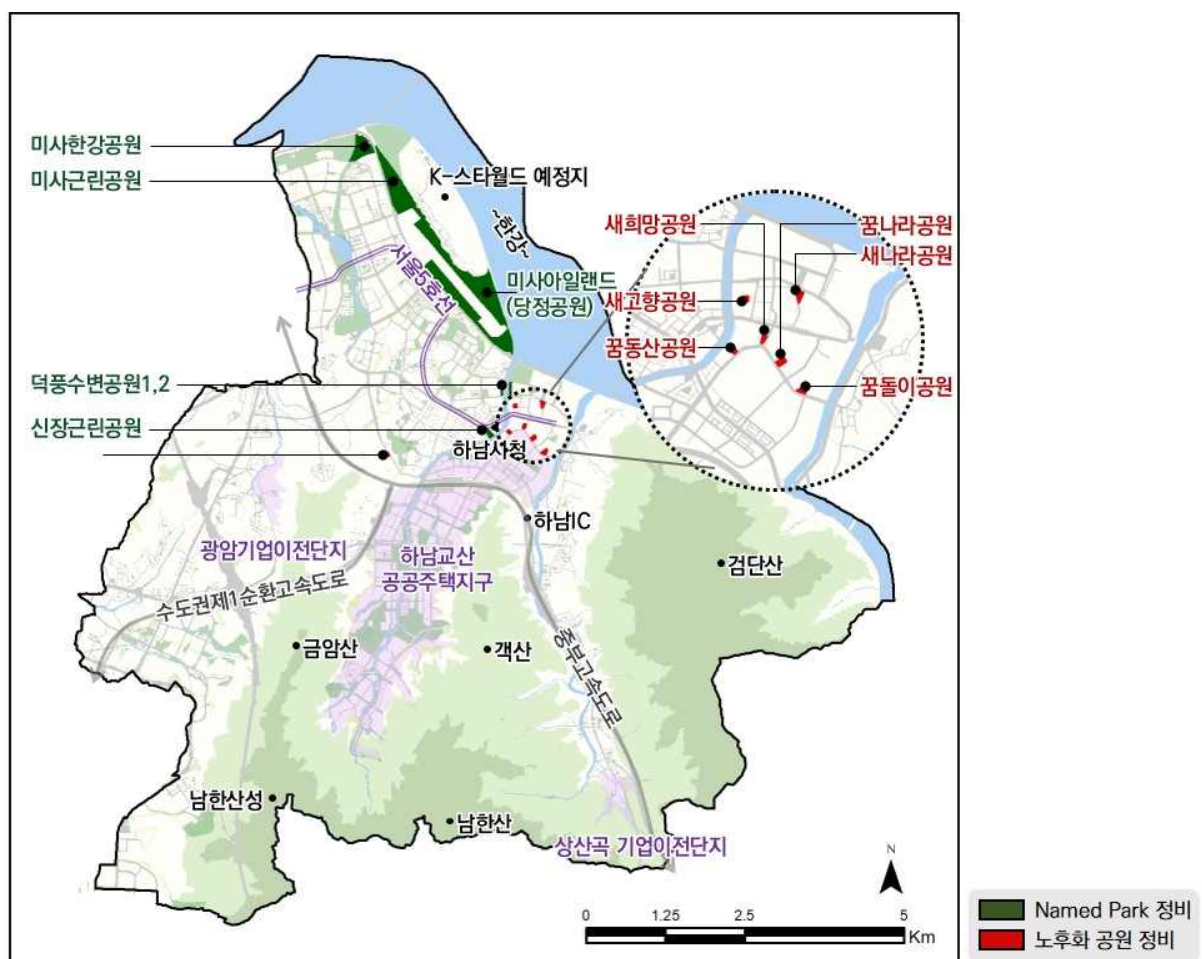 미사한강공원
미사근린공원
K-스타월드 예정지
~한강~
서울5호선
미사아일랜드
(당정공원)
새희망공원
꿈나라공원
새나라공원
새고향공원
꿈동산공원
꿈돌이공원
덕풍수변공원1,2
신장근린공원
하남시청
하남IC
광암기업이전단지
하남교산
공공주택지구
검단산
수도권제1순환고속도로
금암산
객산
중부고속도로
남한산성
남한산
상산곡 기업이전단지
N
0 1.25 2.5 5
Km
Named Park 정비
노후화 공원 정비